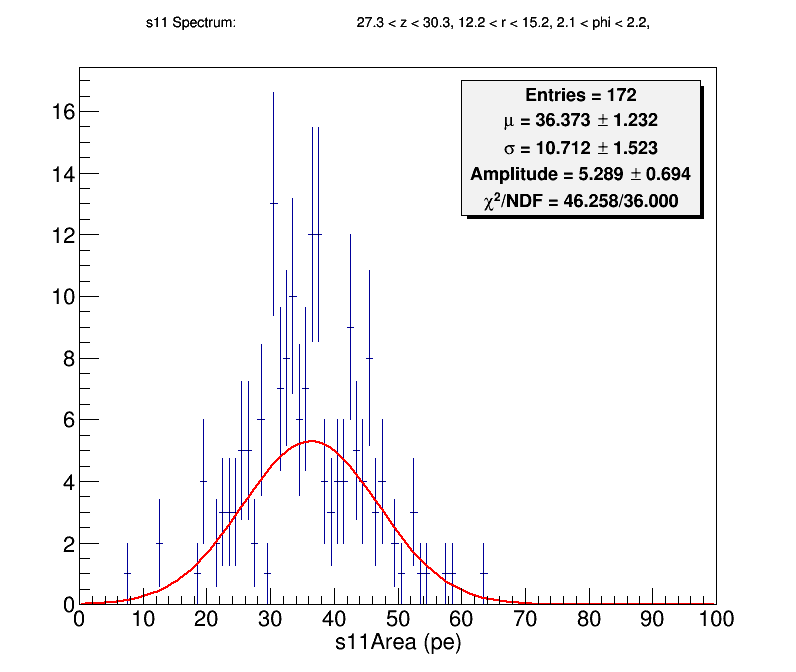 s11 Spectrum: 27.3 < z < 30.3, 12.2 < r < 15.2, 2.1 < phi < 2.2,
Entries = 172
μ = 36.373 ± 1.232
σ = 10.712 ± 1.523
Amplitude = 5.289 ± 0.694
χ²/NDF = 46.258/36.000
16
14
12
10
8
6
4
2
0
0 10 20 30 40 50 60 70 80 90 100
s11Area (pe)